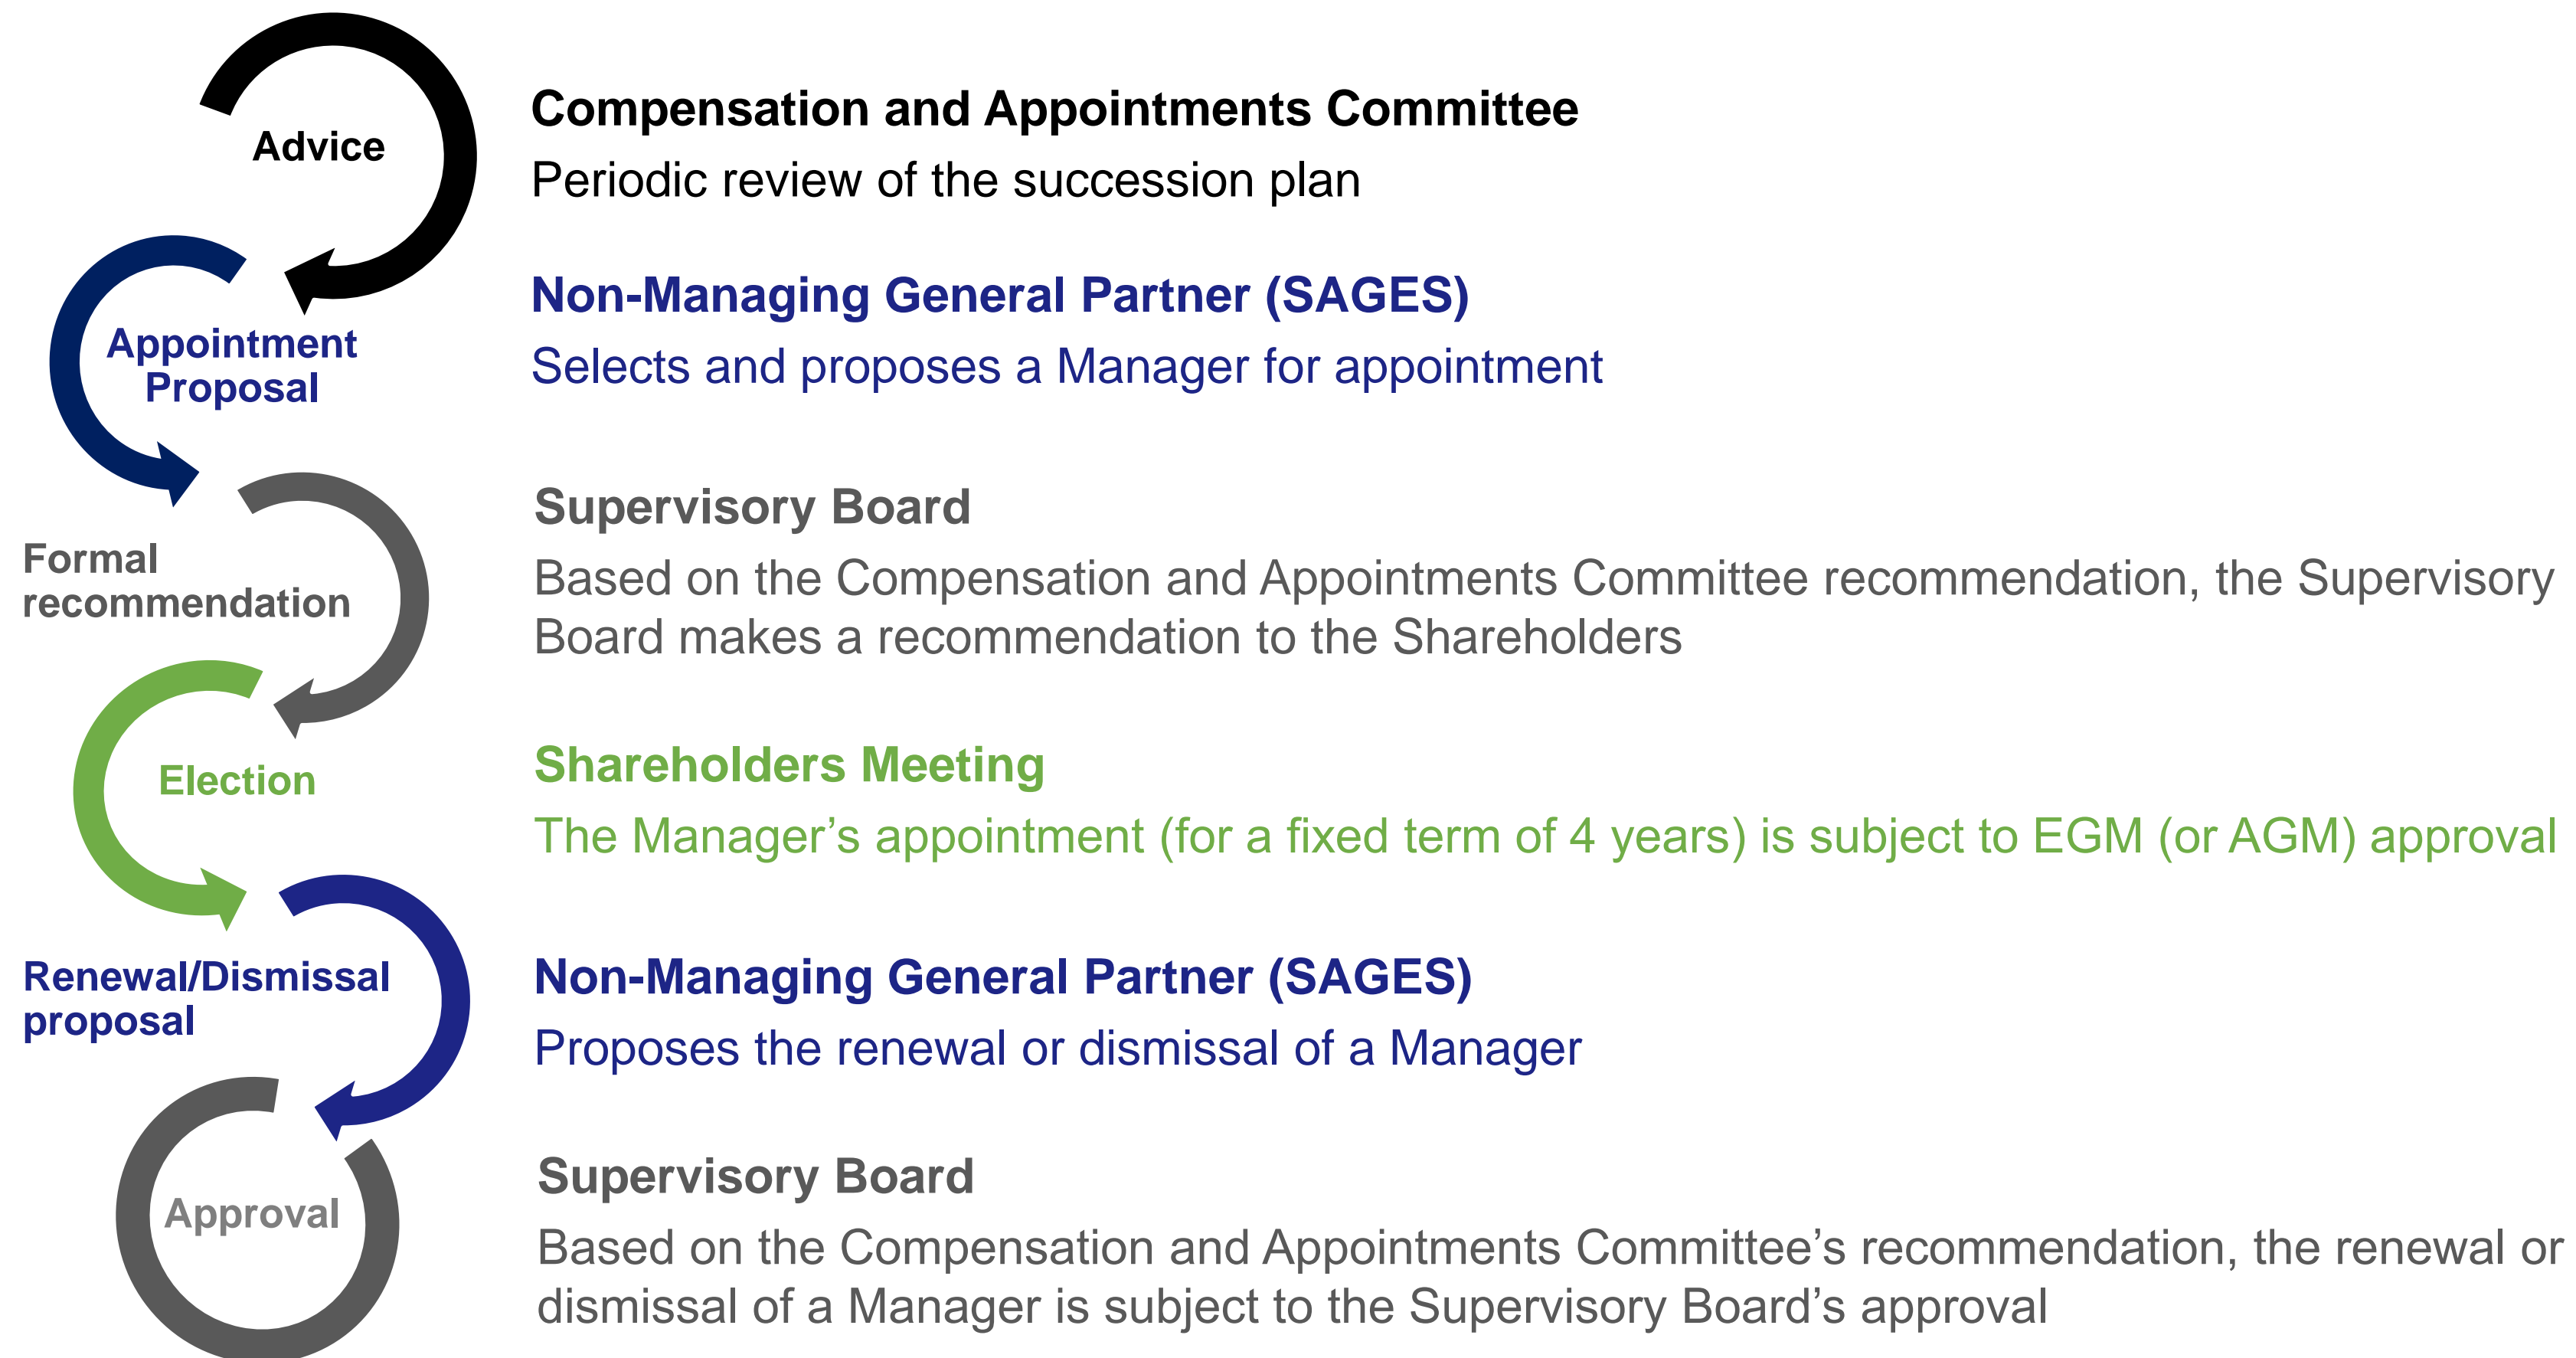 Advice
Compensation and Appointments Committee
Periodic review of the succession plan
Appointment
Proposal
Non-Managing General Partner (SAGES)
Selects and proposes a Manager for appointment
Formal
recommendation
Supervisory Board
Based on the Compensation and Appointments Committee recommendation, the Supervisory
Board makes a recommendation to the Shareholders
Election
Shareholders Meeting
The Manager’s appointment (for a fixed term of 4 years) is subject to EGM (or AGM) approval
Renewal/Dismissal
proposal
Non-Managing General Partner (SAGES)
Proposes the renewal or dismissal of a Manager
Approval
Supervisory Board
Based on the Compensation and Appointments Committee’s recommendation, the renewal or
dismissal of a Manager is subject to the Supervisory Board’s approval